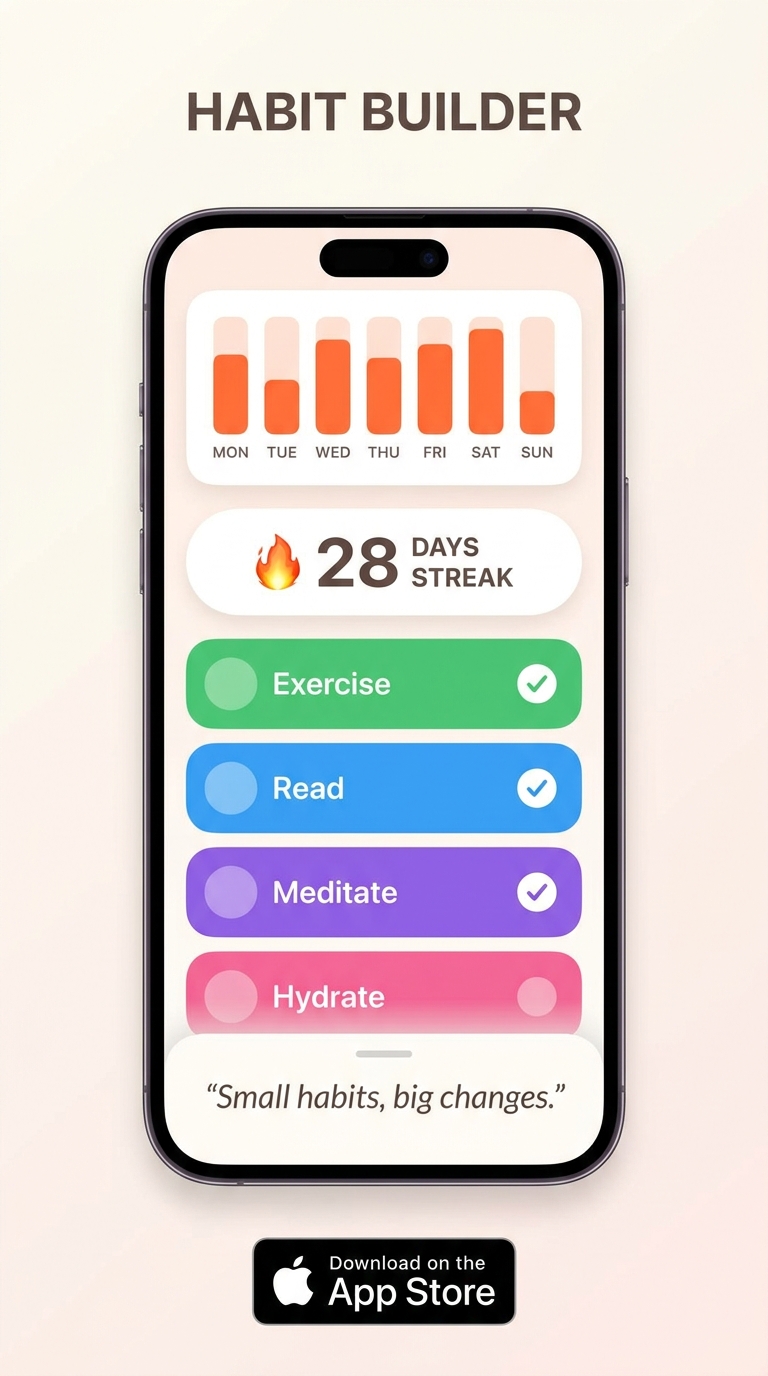 HABIT BUILDER
MON TUE WED THU FRI SAT SUN
28 DAYS
STREAK
Exercise
Read
Meditate
Hydrate
“Small habits, big changes.”
Download on the
App Store